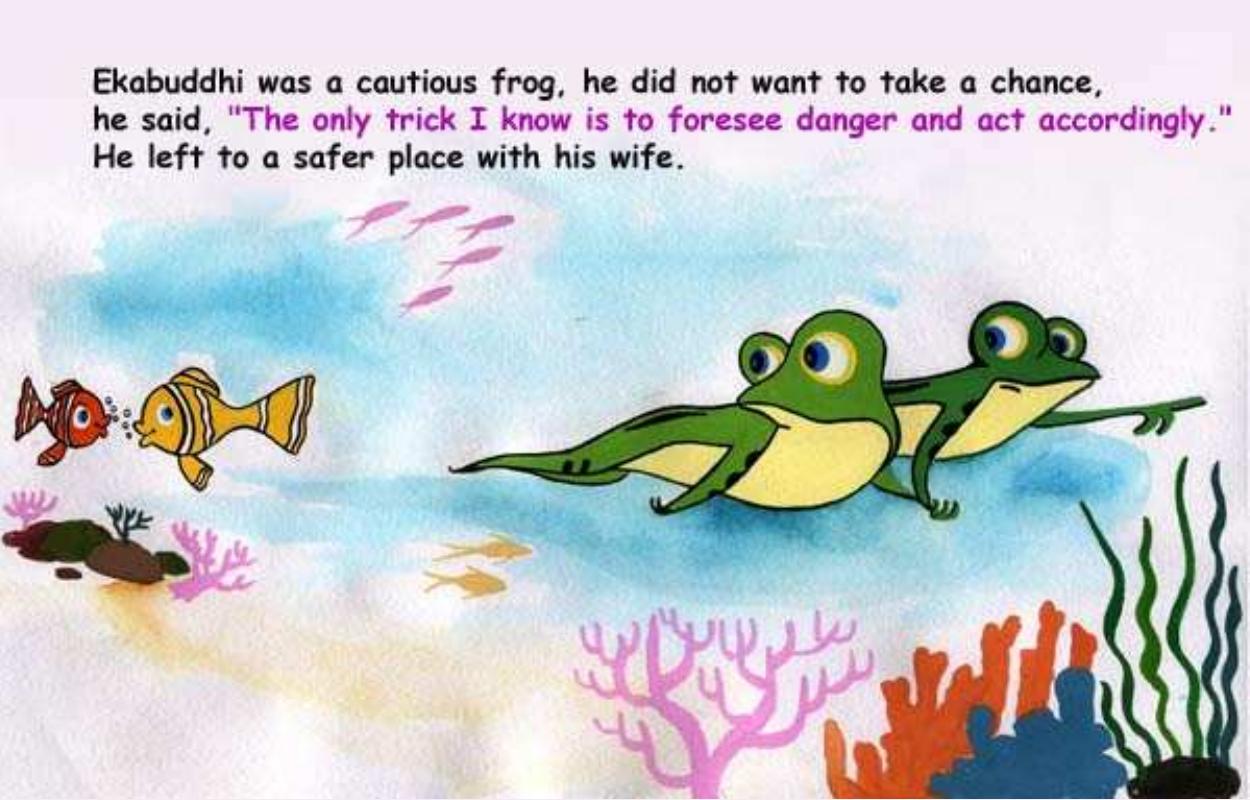 Ekabuddhi was a cautious frog, he did not want to take a chance,
he said, "The only trick I know is to foresee danger and act accordingly."
He left to a safer place with his wife.